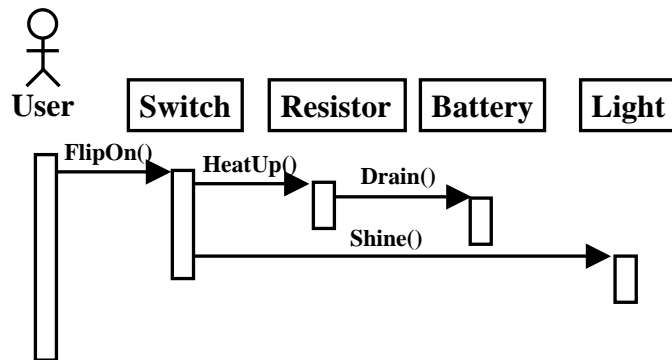 User
Switch
Resistor
Battery
Light
FlipOn()
HeatUp()
Drain()
Shine()